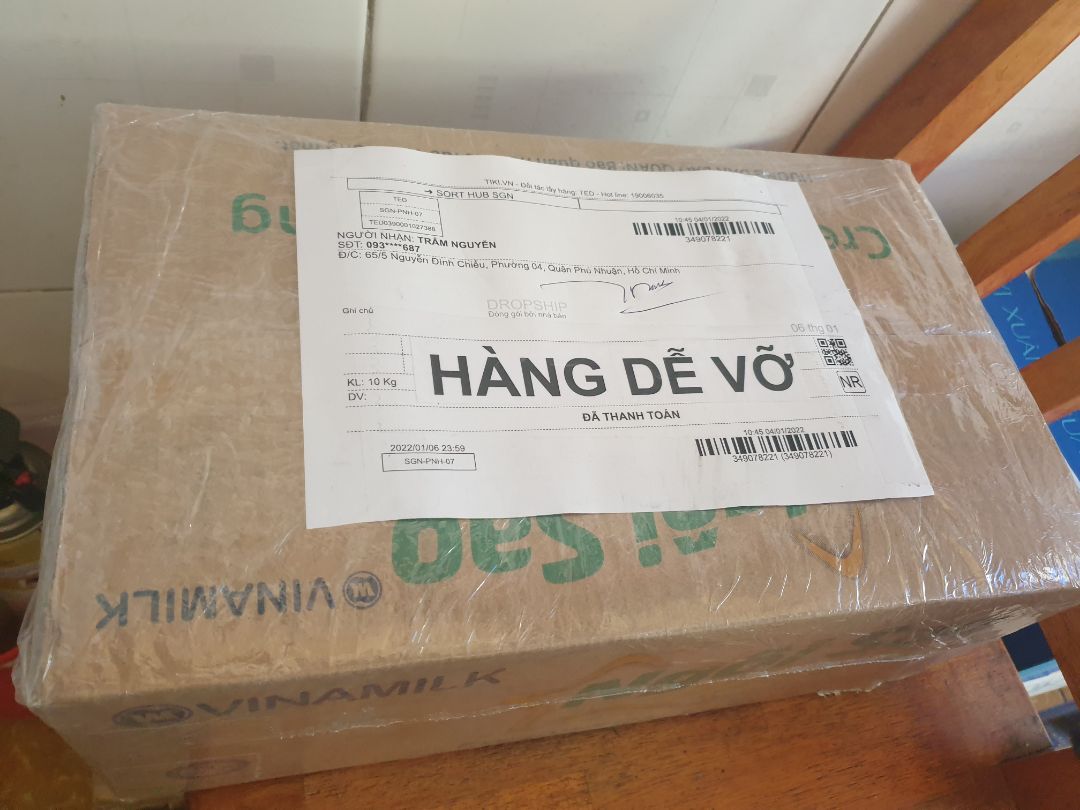 TIKI.VN - Đối tác lấy hàng: TED - Hot line: 19006035
➔ SORT HUB SGN
TED
SGN-PNH-07
TED0390001027388
10:45 04/01/2022
349078221
NGƯỜI NHẬN: TRÂM NGUYỄN
SĐT: 093****687
Đ/C: 65/5 Nguyễn Đình Chiểu, Phường 04, Quận Phú Nhuận, Hồ Chí Minh
Ghi chú
DROPSHIP
Đóng gói bởi nhà bán
06 thg 01
KL: 10 Kg
DV:
HÀNG DỄ VỠ
NR
ĐÃ THANH TOÁN
2022/01/06 23:59
SGN-PNH-07
10:45 04/01/2022
349078221 (349078221)
VINAMILK
VINAMILK